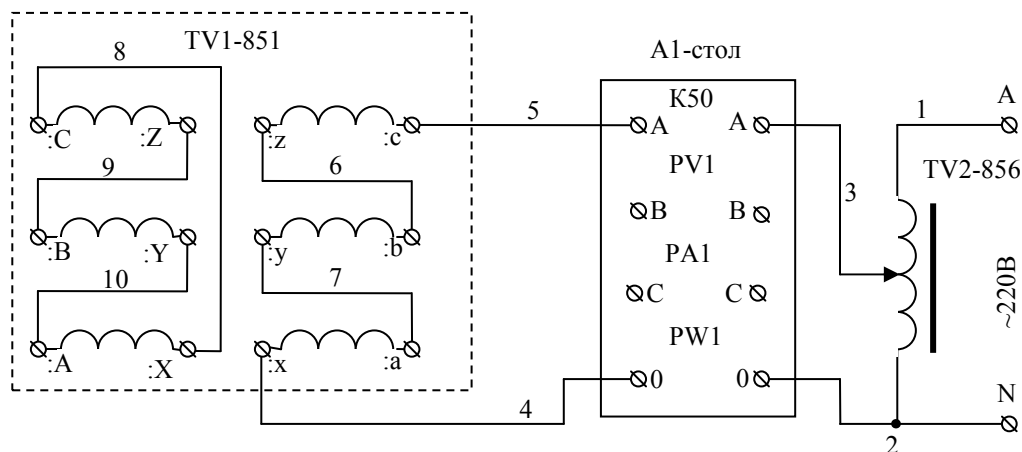 TV1-851
8
:C
:Z
:z
:c
9
6
:B
:Y
:y
:b
10
7
:A
:X
:x
:a
5
4
А1-стол
К50
A
A
PV1
B
B
PA1
C
C
PW1
0
0
3
1
A
TV2-856
~220В
N
2